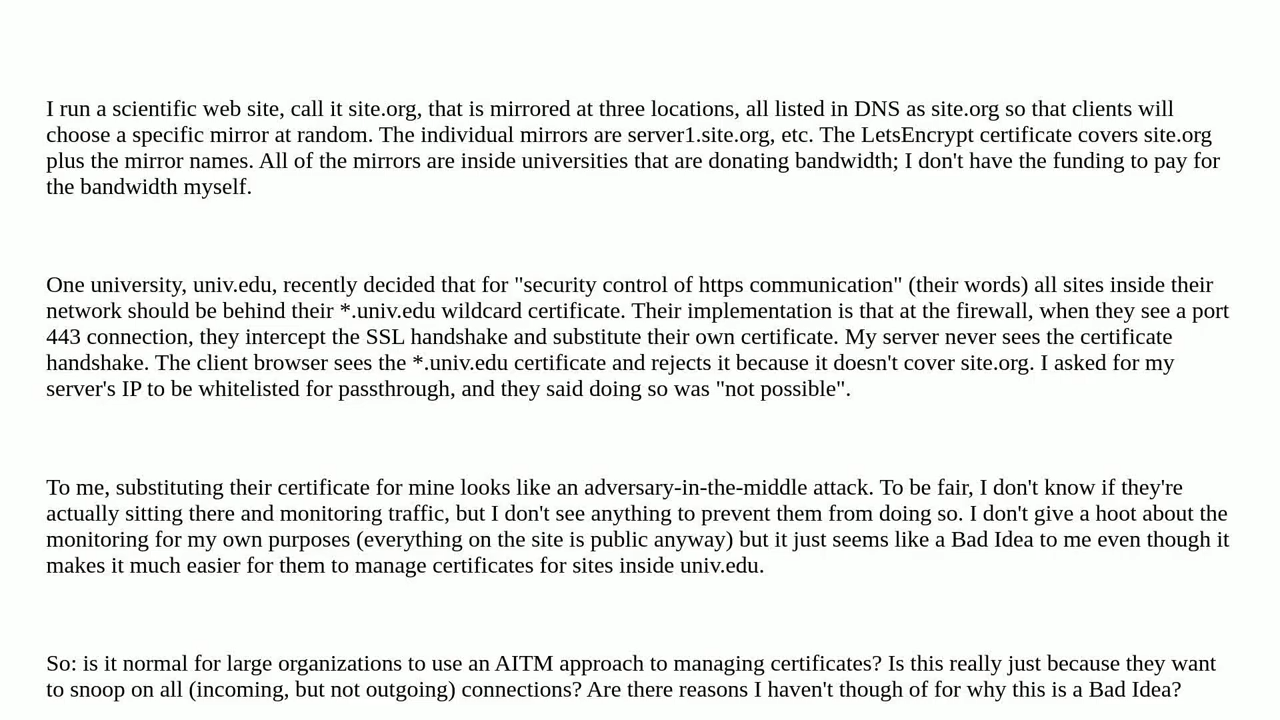 I run a scientific web site, call it site.org, that is mirrored at three locations, all listed in DNS as site.org so that clients will
choose a specific mirror at random. The individual mirrors are server1.site.org, etc. The LetsEncrypt certificate covers site.org
plus the mirror names. All of the mirrors are inside universities that are donating bandwidth; I don't have the funding to pay for
the bandwidth myself.
One university, univ.edu, recently decided that for "security control of https communication" (their words) all sites inside their
network should be behind their *.univ.edu wildcard certificate. Their implementation is that at the firewall, when they see a port
443 connection, they intercept the SSL handshake and substitute their own certificate. My server never sees the certificate
handshake. The client browser sees the *.univ.edu certificate and rejects it because it doesn't cover site.org. I asked for my
server's IP to be whitelisted for passthrough, and they said doing so was "not possible".
To me, substituting their certificate for mine looks like an adversary-in-the-middle attack. To be fair, I don't know if they're
actually sitting there and monitoring traffic, but I don't see anything to prevent them from doing so. I don't give a hoot about the
monitoring for my own purposes (everything on the site is public anyway) but it just seems like a Bad Idea to me even though it
makes it much easier for them to manage certificates for sites inside univ.edu.
So: is it normal for large organizations to use an AITM approach to managing certificates? Is this really just because they want
to snoop on all (incoming, but not outgoing) connections? Are there reasons I haven't though of for why this is a Bad Idea?